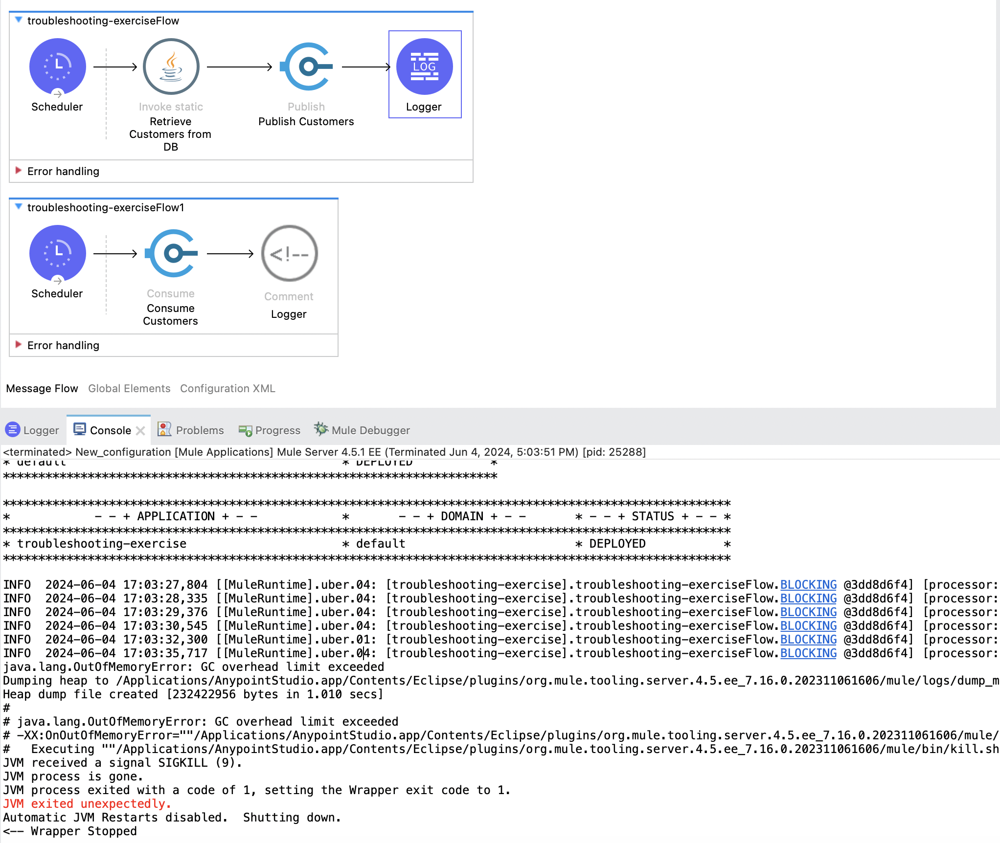 troubleshooting-exerciseFlow
LOG
Scheduler
Invoke static
Retrieve
Customers from
DB
Publish
Publish Customers
Logger
Error handling
troubleshooting-exerciseFlow1
<!--
Scheduler
Consume
Consume
Customers
Comment
Logger
Error handling
Message Flow Global Elements Configuration XML
Logger Console Problems Progress Mule Debugger
<terminated> New_configuration [Mule Applications] Mule Server 4.5.1 EE (Terminated Jun 4, 2024, 5:03:51 PM) [pid: 25288]
* default * DEPLOYED *
**********************************************************************
*******************************************************************************************************
* - - + APPLICATION + - - * - - + DOMAIN + - - * - - + STATUS + - - *
*******************************************************************************************************
* troubleshooting-exercise * default * DEPLOYED *
*******************************************************************************************************
INFO 2024-06-04 17:03:27,804 [[MuleRuntime].uber.04: [troubleshooting-exercise].troubleshooting-exerciseFlow.BLOCKING @3dd8d6f4] [processor:
INFO 2024-06-04 17:03:28,335 [[MuleRuntime].uber.04: [troubleshooting-exercise].troubleshooting-exerciseFlow.BLOCKING @3dd8d6f4] [processor:
INFO 2024-06-04 17:03:29,376 [[MuleRuntime].uber.04: [troubleshooting-exercise].troubleshooting-exerciseFlow.BLOCKING @3dd8d6f4] [processor:
INFO 2024-06-04 17:03:30,545 [[MuleRuntime].uber.04: [troubleshooting-exercise].troubleshooting-exerciseFlow.BLOCKING @3dd8d6f4] [processor:
INFO 2024-06-04 17:03:32,300 [[MuleRuntime].uber.01: [troubleshooting-exercise].troubleshooting-exerciseFlow.BLOCKING @3dd8d6f4] [processor:
INFO 2024-06-04 17:03:35,717 [[MuleRuntime].uber.04: [troubleshooting-exercise].troubleshooting-exerciseFlow.BLOCKING @3dd8d6f4] [processor:
java.lang.OutOfMemoryError: GC overhead limit exceeded
Dumping heap to /Applications/AnypointStudio.app/Contents/Eclipse/plugins/org.mule.tooling.server.4.5.ee_7.16.0.202311061606/mule/logs/dump_m
Heap dump file created [232422956 bytes in 1.010 secs]
#
# java.lang.OutOfMemoryError: GC overhead limit exceeded
# -XX:OnOutOfMemoryError=""/Applications/AnypointStudio.app/Contents/Eclipse/plugins/org.mule.tooling.server.4.5.ee_7.16.0.202311061606/mule/
# Executing ""/Applications/AnypointStudio.app/Contents/Eclipse/plugins/org.mule.tooling.server.4.5.ee_7.16.0.202311061606/mule/bin/kill.sh
JVM received a signal SIGKILL (9).
JVM process is gone.
JVM process exited with a code of 1, setting the Wrapper exit code to 1.
JVM exited unexpectedly.
Automatic JVM Restarts disabled. Shutting down.
<-- Wrapper Stopped